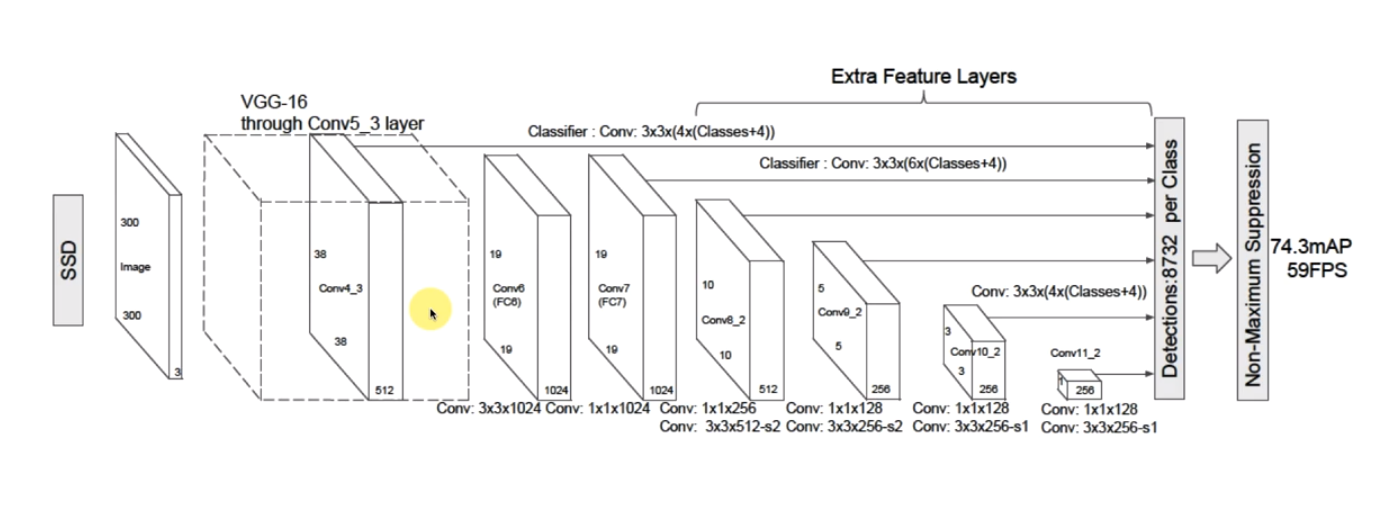 Extra Feature Layers
VGG-16
through Conv5_3 layer
Classifier : Conv: 3x3x(4x(Classes+4))
Classifier : Conv: 3x3x(6x(Classes+4))
SSD
300
Image
300
3
38
Conv4_3
38
512
19
Conv6
(FC6)
19
1024
19
Conv7
(FC7)
19
1024
10
Conv8_2
10
512
5
Conv9_2
5
256
Conv: 3x3x(4x(Classes+4))
3
Conv10_2
3
256
Conv11_2
1
256
Detections:8732 per Class
Non-Maximum Suppression
74.3mAP
59FPS
Conv: 3x3x1024
Conv: 1x1x1024
Conv: 1x1x256
Conv: 3x3x512-s2
Conv: 1x1x128
Conv: 3x3x256-s2
Conv: 1x1x128
Conv: 3x3x256-s1
Conv: 1x1x128
Conv: 3x3x256-s1